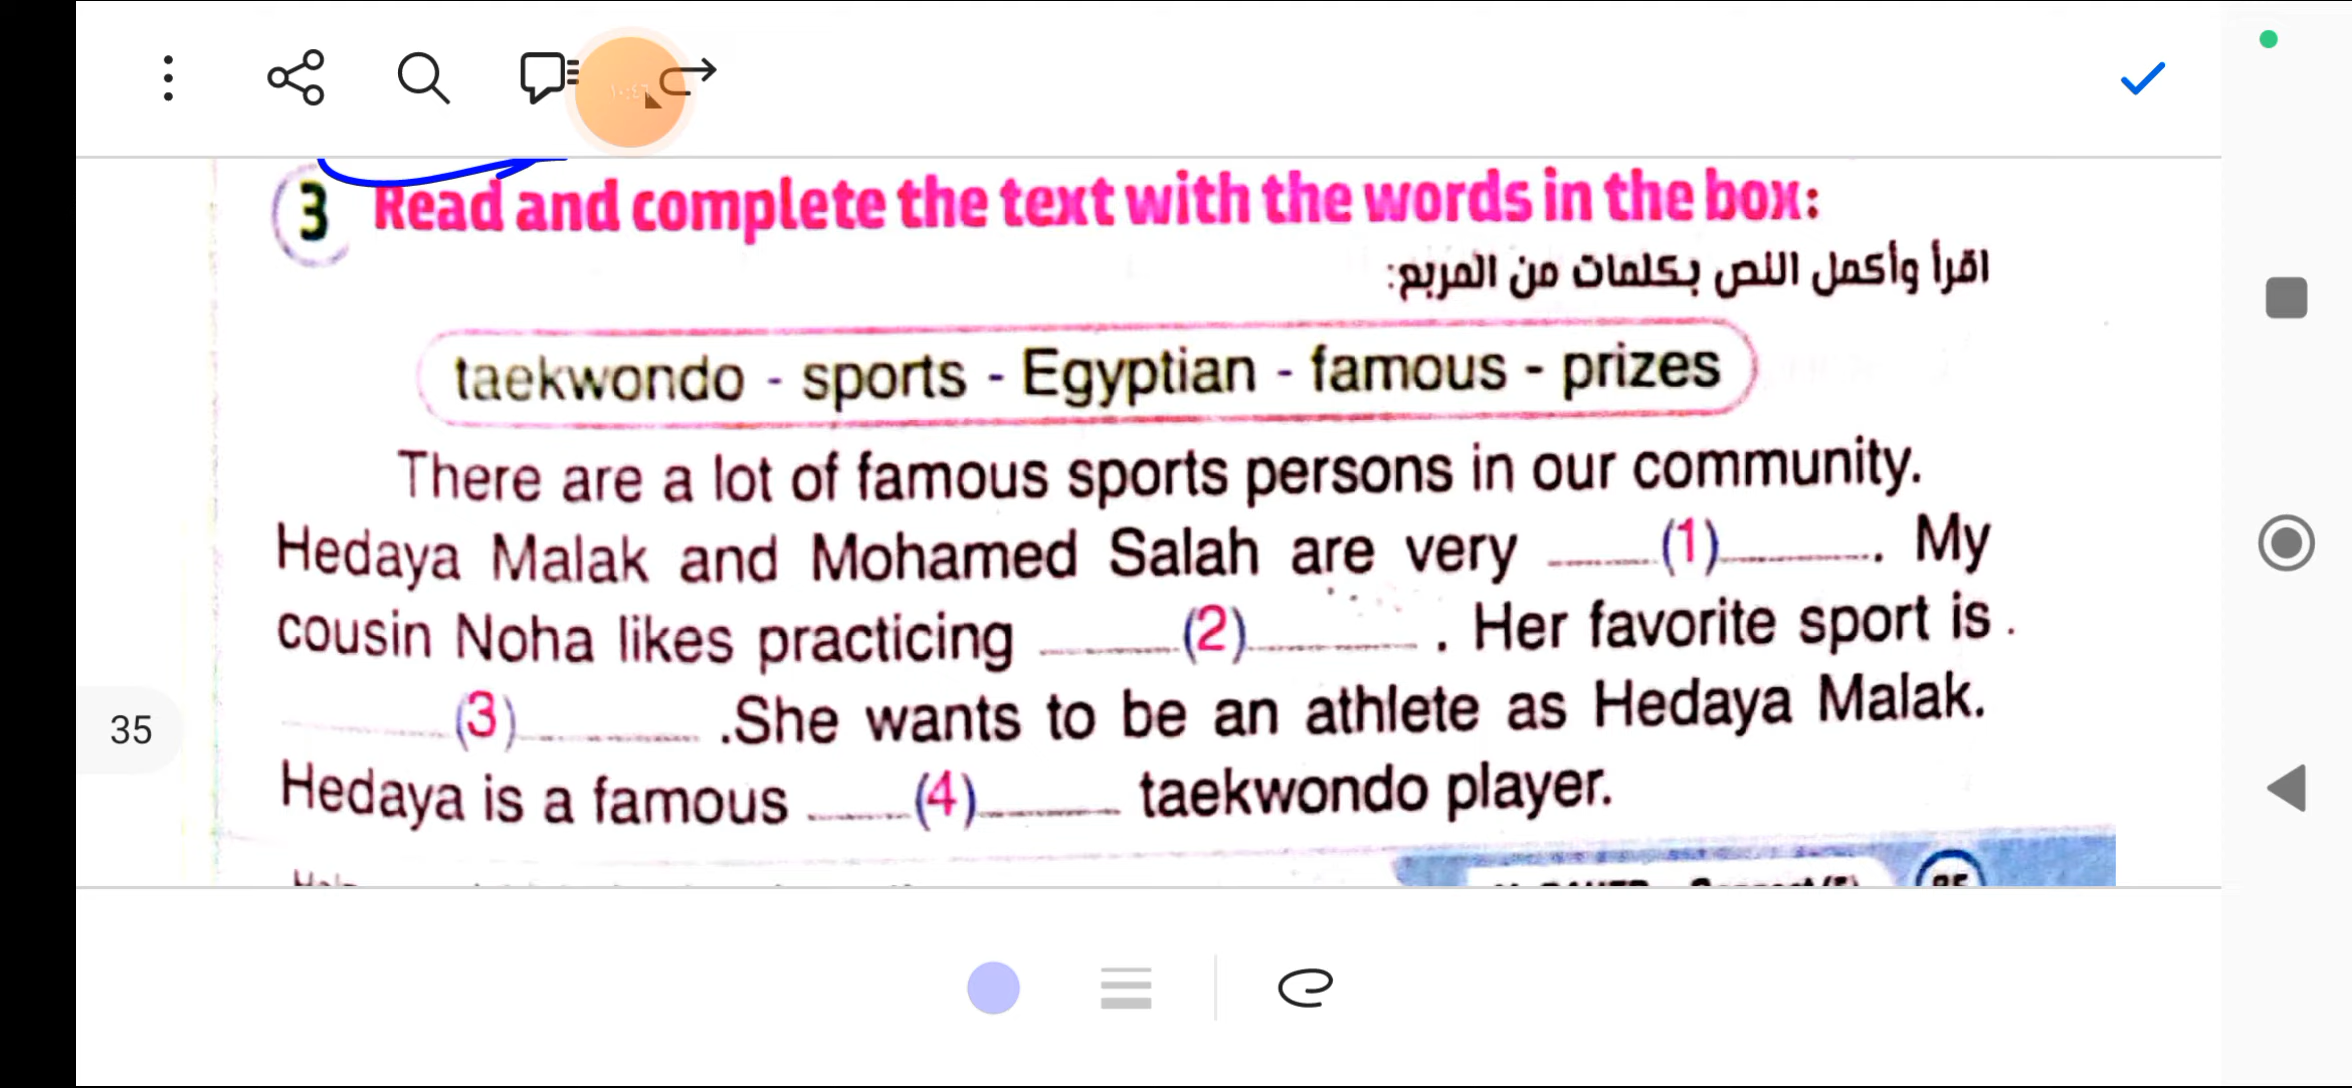 ١٠:٤٦
3 Read and complete the text with the words in the box:
اقرأ وأكمل النص بكلمات من المربع:
taekwondo - sports - Egyptian - famous - prizes
There are a lot of famous sports persons in our community.
Hedaya Malak and Mohamed Salah are very ......(1)......... My
cousin Noha likes practicing .......(2)......... . Her favorite sport is .
.........(3)......... .She wants to be an athlete as Hedaya Malak.
35
Hedaya is a famous ......(4)....... taekwondo player.